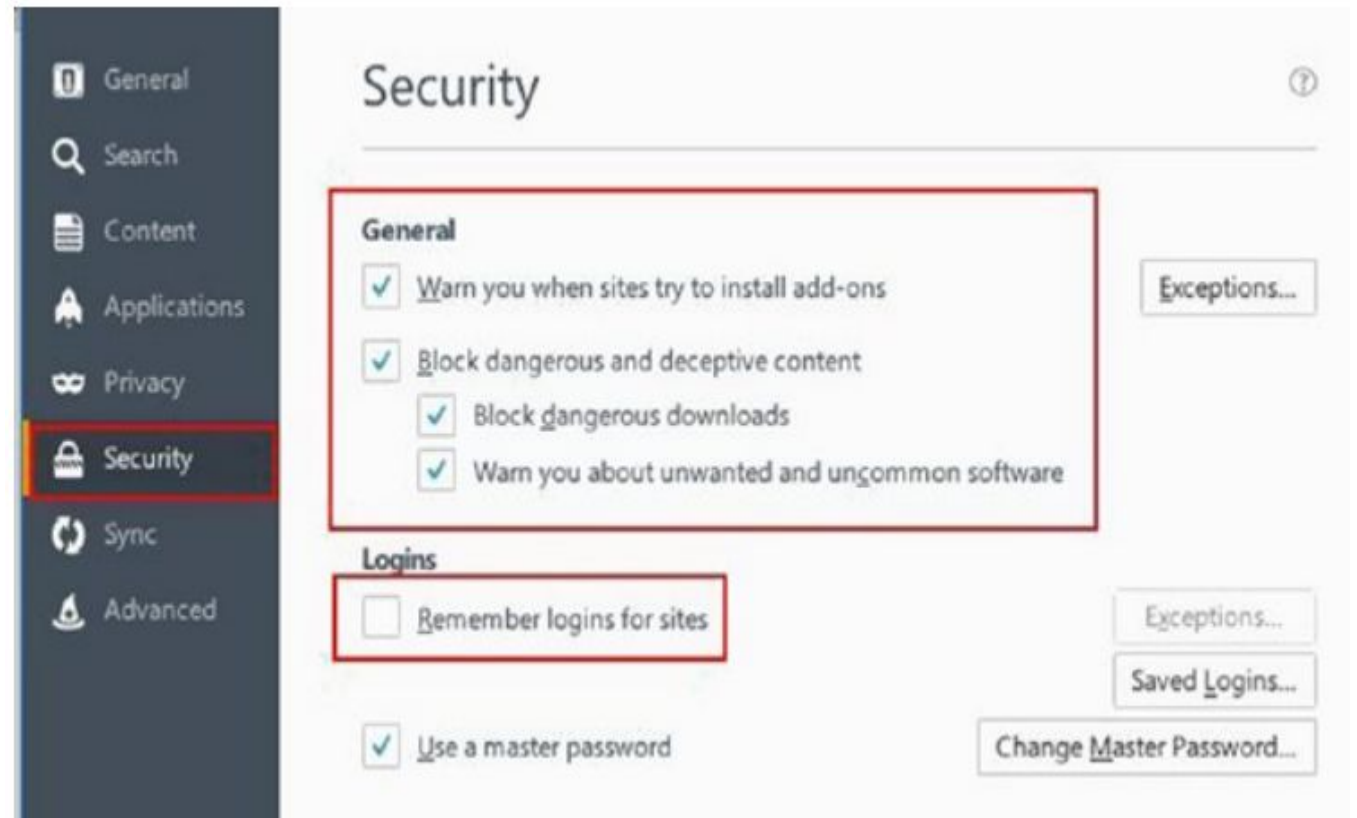 General
Search
Content
Applications
Privacy
Security
Sync
Advanced
Security
General
Warn you when sites try to install add-ons
Exceptions...
Block dangerous and deceptive content
Block dangerous downloads
Warn you about unwanted and uncommon software
Logins
Remember logins for sites
Exceptions...
Saved Logins...
Use a master password
Change Master Password...